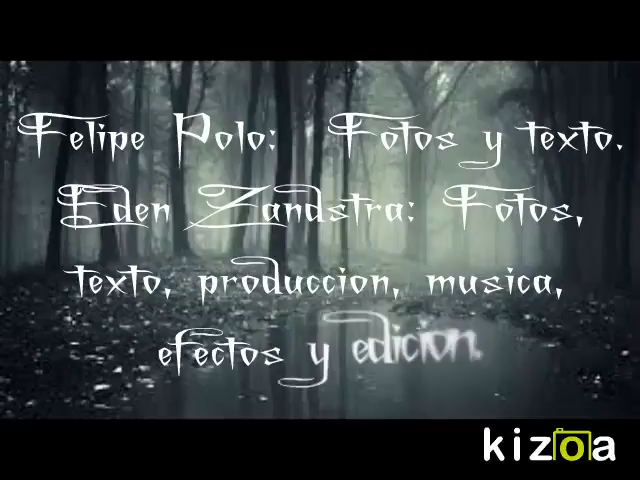 Felipe Polo: Fotos y texto.
Eden Zandstra: Fotos,
texto, produccion, musica,
efectos y edicion.
kizoa